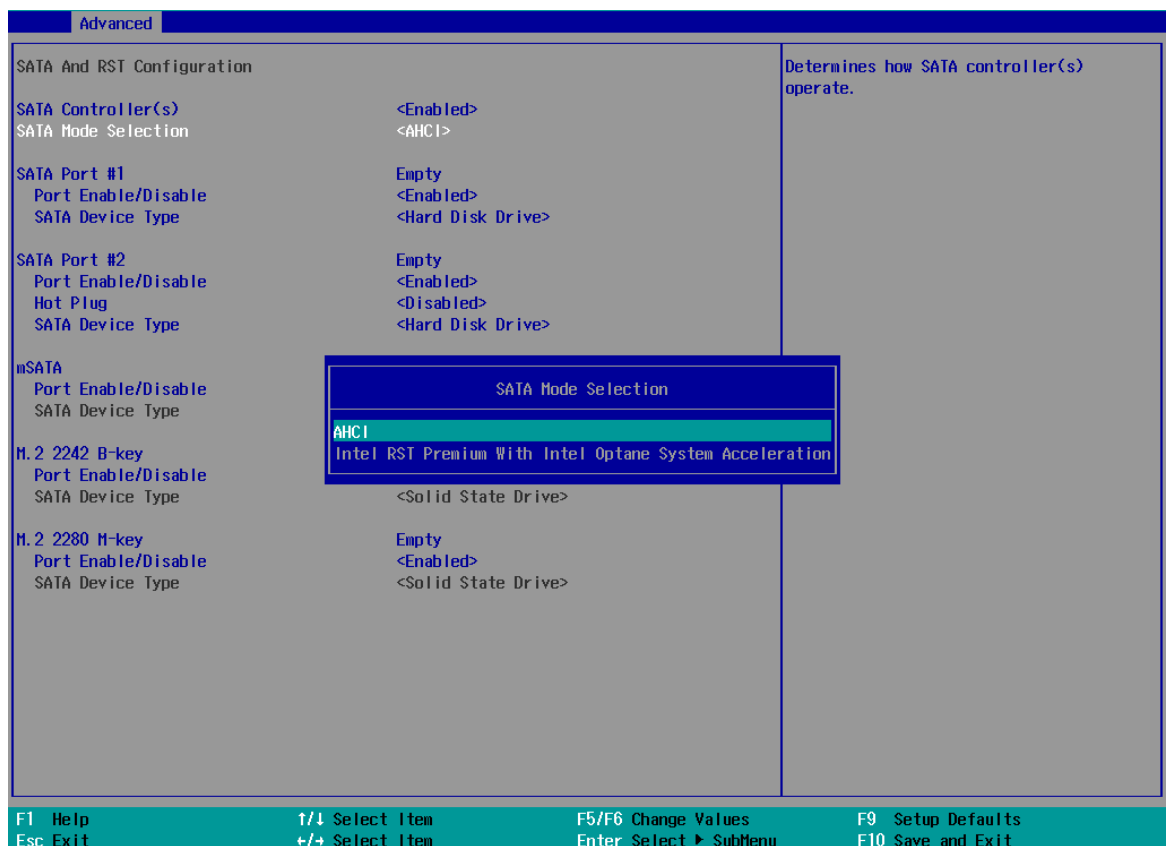 Advanced
SATA And RST Configuration
Determines how SATA controller(s)
operate.
SATA Controller(s) <Enabled>
SATA Mode Selection <AHCI>
SATA Port #1 Empty
Port Enable/Disable <Enabled>
SATA Device Type <Hard Disk Drive>
SATA Port #2 Empty
Port Enable/Disable <Enabled>
Hot Plug <Disabled>
SATA Device Type <Hard Disk Drive>
mSATA
Port Enable/Disable
SATA Device Type
SATA Mode Selection
AHCI
Intel RST Premium With Intel Optane System Acceleration
M.2 2242 B-key
Port Enable/Disable
SATA Device Type <Solid State Drive>
M.2 2280 M-key Empty
Port Enable/Disable <Enabled>
SATA Device Type <Solid State Drive>
F1 Help ↑/↓ Select Item F5/F6 Change Values F9 Setup Defaults
Esc Exit ←/→ Select Item Enter Select ▶ SubMenu F10 Save and Exit